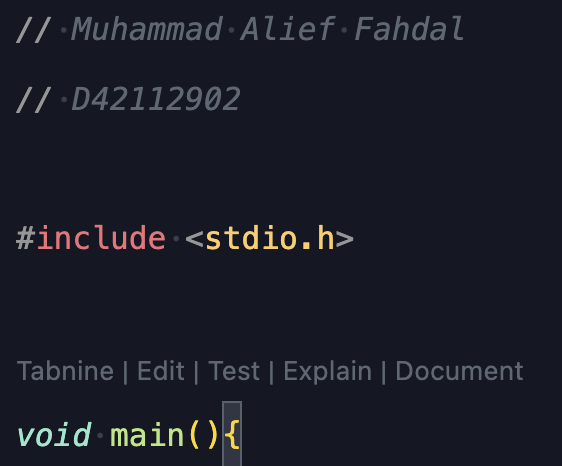 // Muhammad Alief Fahdal
// D42112902
#include <stdio.h>
Tabnine | Edit | Test | Explain | Document
void main(){